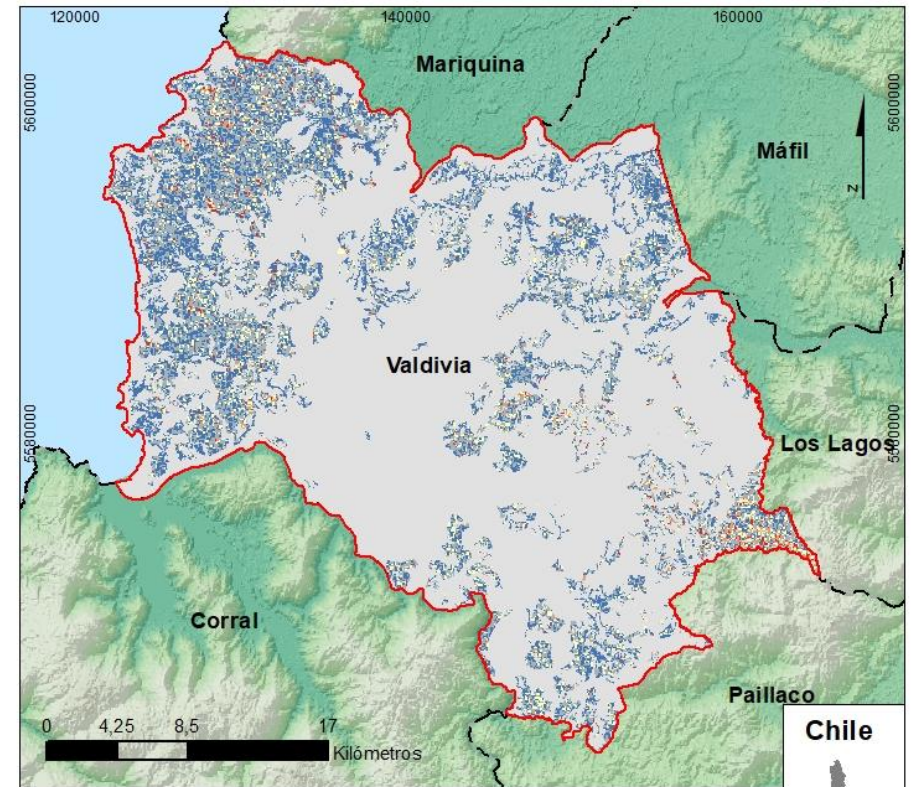 120000 140000 160000
Mariquina
5600000 5600000
Máfil
N
Valdivia
5580000 5580000
Los Lagos
Corral
Paillaco
0 4,25 8,5 17
Kilómetros
Chile